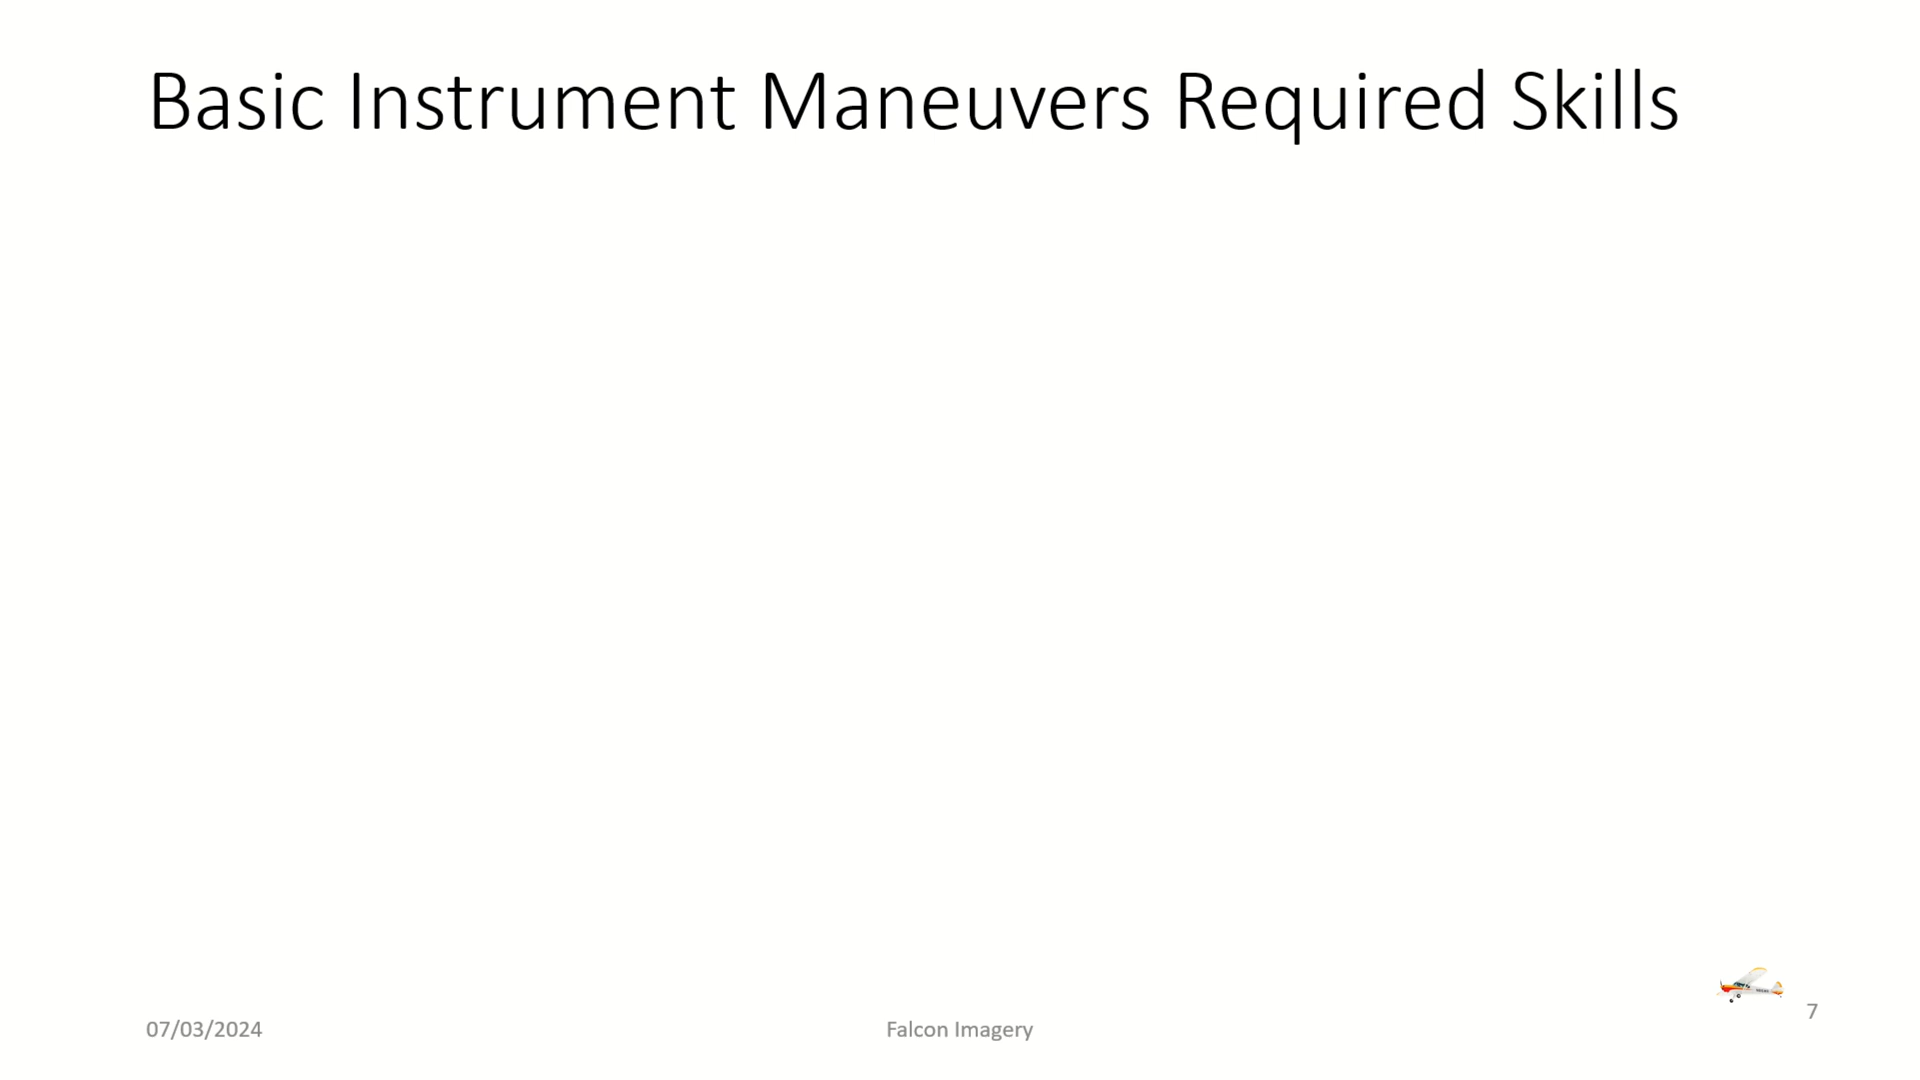 Basic Instrument Maneuvers Required Skills
07/03/2024
Falcon Imagery
7